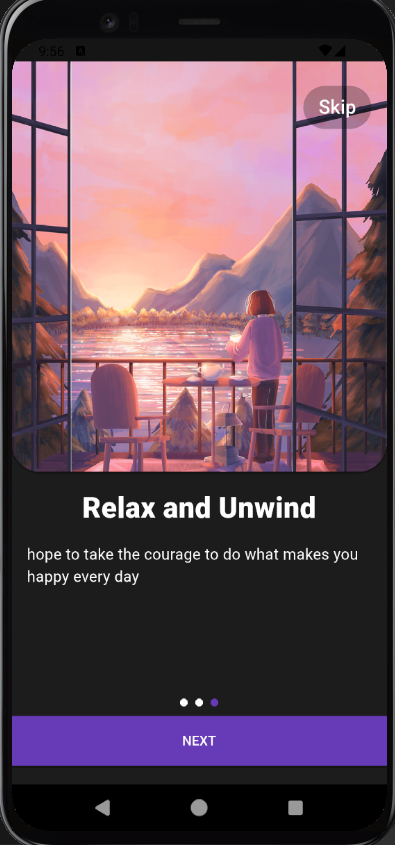 9:56
Skip
Relax and Unwind
hope to take the courage to do what makes you
happy every day
NEXT